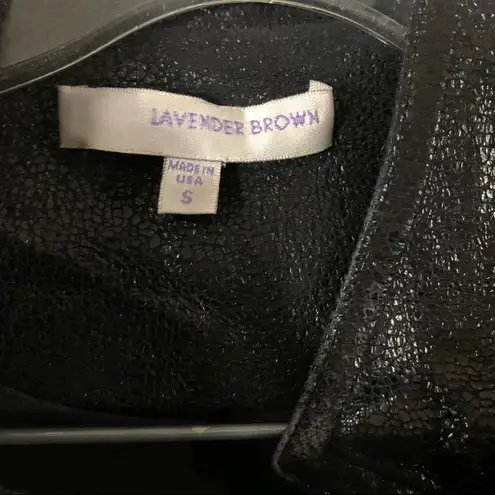 LAVENDER BROWN
MADE IN
USA
S